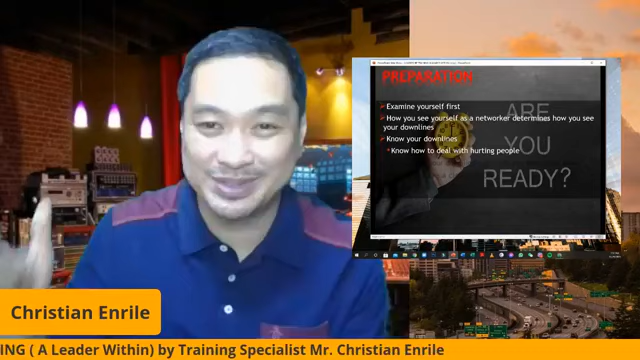 PREPARATION
Examine yourself first
How you see yourself as a networker determines how you see
your downlines
Know your downlines
Know how to deal with hurting people
ARE
YOU
READY?
Christian Enrile
ING ( A Leader Within) by Training Specialist Mr. Christian Enrile